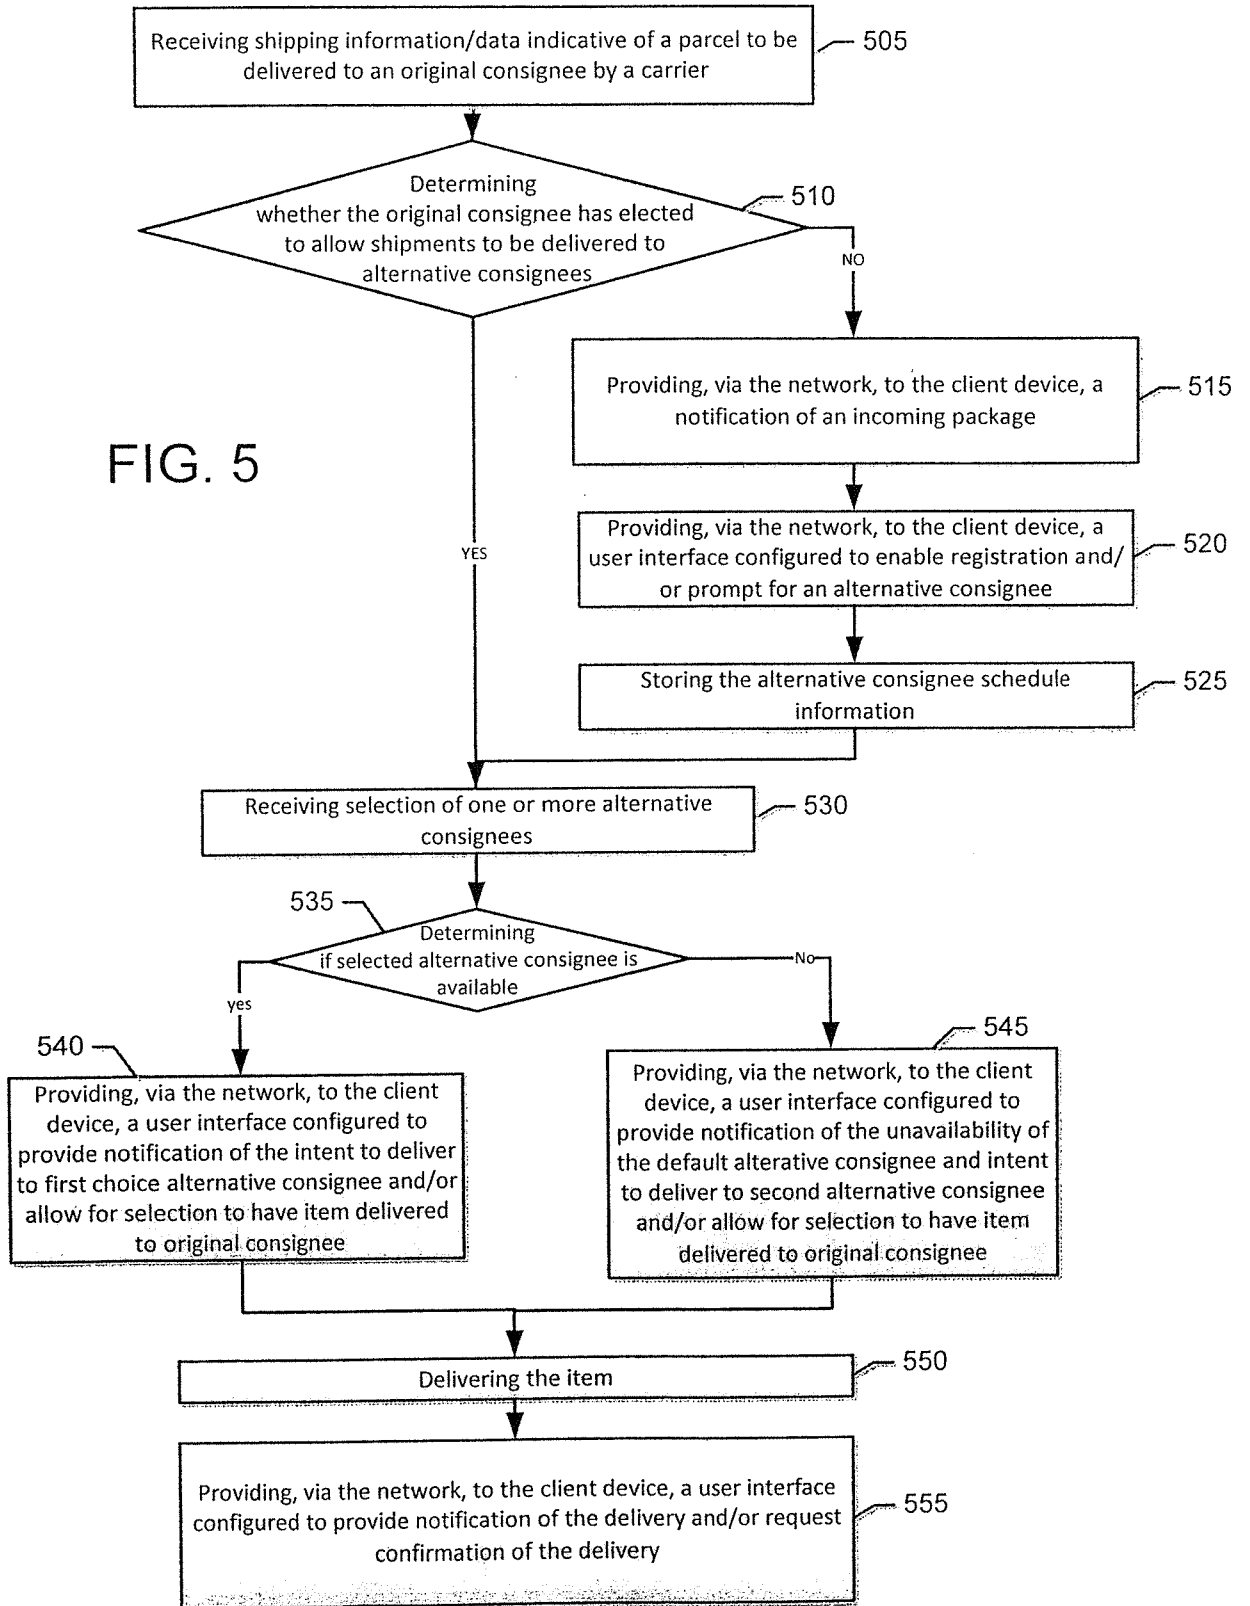 Receiving shipping information/data indicative of a parcel to be
delivered to an original consignee by a carrier
505
Determining
whether the original consignee has elected
to allow shipments to be delivered to
alternative consignees
510
NO
Providing, via the network, to the client device, a
notification of an incoming package
515
FIG. 5
YES
Providing, via the network, to the client device, a
user interface configured to enable registration and/
or prompt for an alternative consignee
520
Storing the alternative consignee schedule
information
525
Receiving selection of one or more alternative
consignees
530
535
Determining
if selected alternative consignee is
available
yes
No
540
Providing, via the network, to the client
device, a user interface configured to
provide notification of the intent to deliver
to first choice alternative consignee and/or
allow for selection to have item delivered
to original consignee
545
Providing, via the network, to the client
device, a user interface configured to
provide notification of the unavailability of
the default alterative consignee and intent
to deliver to second alternative consignee
and/or allow for selection to have item
delivered to original consignee
Delivering the item
550
Providing, via the network, to the client device, a user interface
configured to provide notification of the delivery and/or request
confirmation of the delivery
555